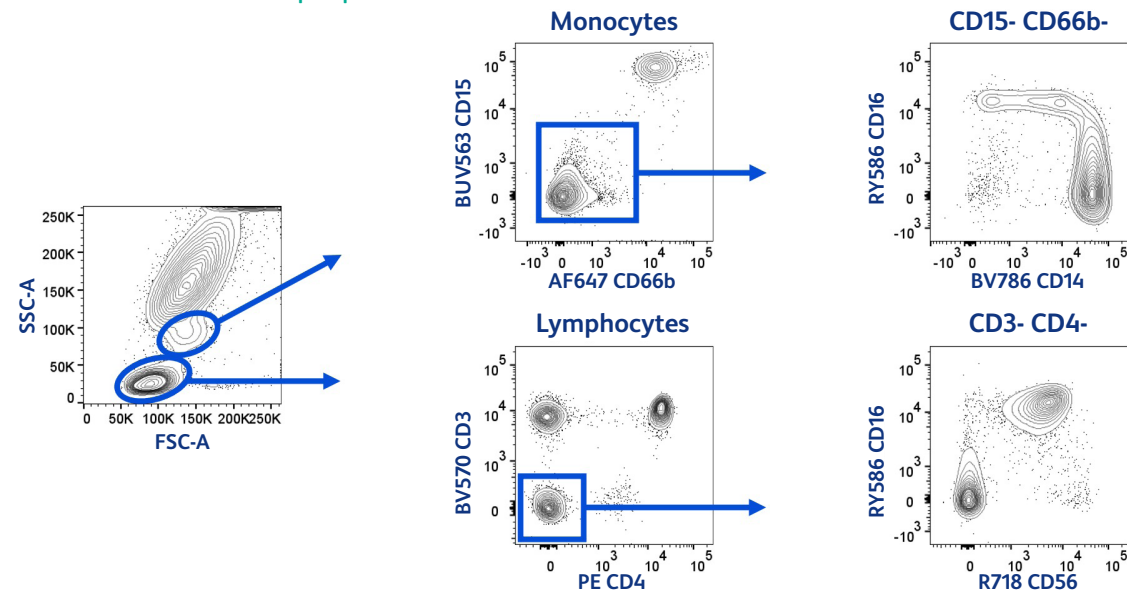 Monocytes
CD15- CD66b-
10^5
10^4
10^3
0
-10^3
BUV563 CD15
-10^3 0 10^3 10^4 10^5
AF647 CD66b
10^5
10^4
10^3
0
-10^3
RY586 CD16
-10^3 0 10^3 10^4 10^5
BV786 CD14
250K
200K
150K
100K
50K
0
SSC-A
0 50K 100K 150K 200K 250K
FSC-A
Lymphocytes
CD3- CD4-
10^5
10^4
10^3
0
BV570 CD3
0 10^3 10^4 10^5
PE CD4
10^5
10^4
10^3
0
-10^3
RY586 CD16
0 10^3 10^4 10^5
R718 CD56